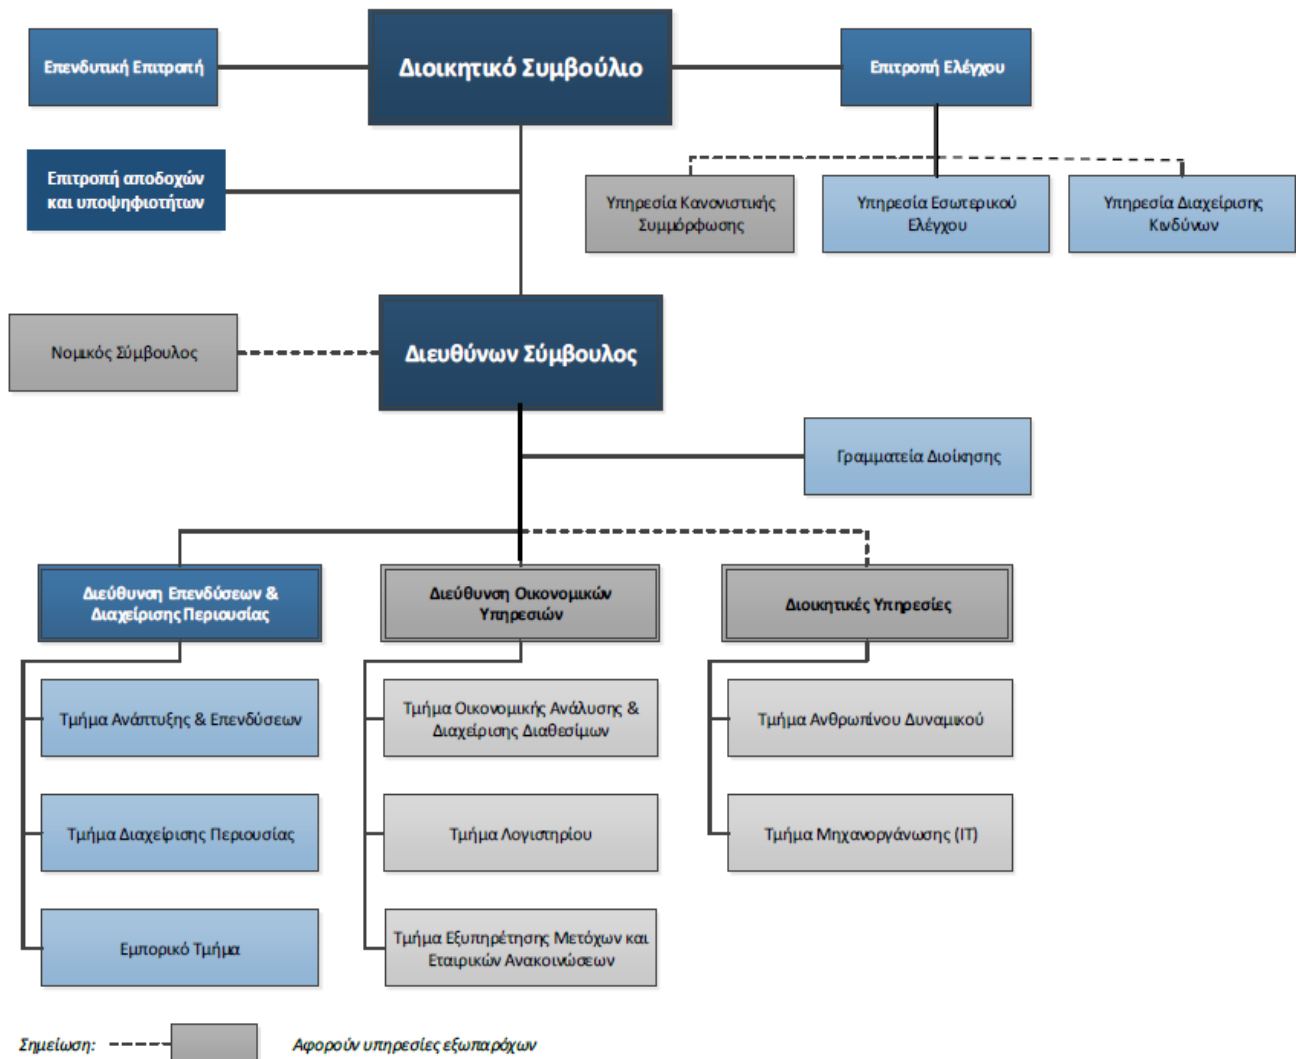 Επενδυτική Επιτροπή
Διοικητικό Συμβούλιο
Επιτροπή Ελέγχου
Επιτροπή αποδοχών
και υποψηφιοτήτων
Υπηρεσία Κανονιστικής
Συμμόρφωσης
Υπηρεσία Εσωτερικού
Ελέγχου
Υπηρεσία Διαχείρισης
Κινδύνων
Νομικός Σύμβουλος
Διευθύνων Σύμβουλος
Γραμματεία Διοίκησης
Διεύθυνση Επενδύσεων &
Διαχείρισης Περιουσίας
Διεύθυνση Οικονομικών
Υπηρεσιών
Διοικητικές Υπηρεσίες
Τμήμα Ανάπτυξης & Επενδύσεων
Τμήμα Οικονομικής Ανάλυσης &
Διαχείρισης Διαθεσίμων
Τμήμα Ανθρωπίνου Δυναμικού
Τμήμα Διαχείρισης Περιουσίας
Τμήμα Λογιστηρίου
Τμήμα Μηχανοργάνωσης (IT)
Εμπορικό Τμήμα
Τμήμα Εξυπηρέτησης Μετόχων και
Εταιρικών Ανακοινώσεων
Σημείωση:
Αφορούν υπηρεσίες εξωπαρόχων